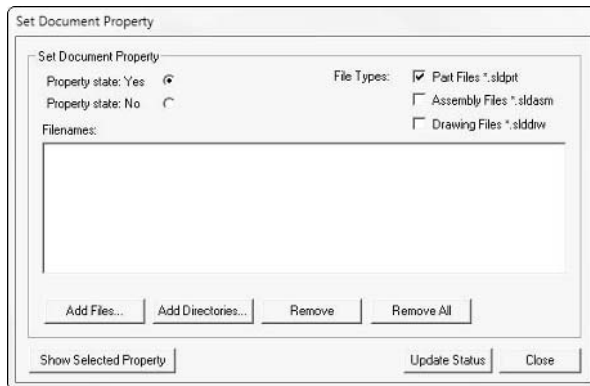 Set Document Property
Set Document Property
Property state: Yes
File Types:
Part Files *.sldprt
Property state: No
Assembly Files *.sldasm
Drawing Files *.slddrw
Filenames:
Add Files...
Add Directories...
Remove
Remove All
Show Selected Property
Update Status
Close